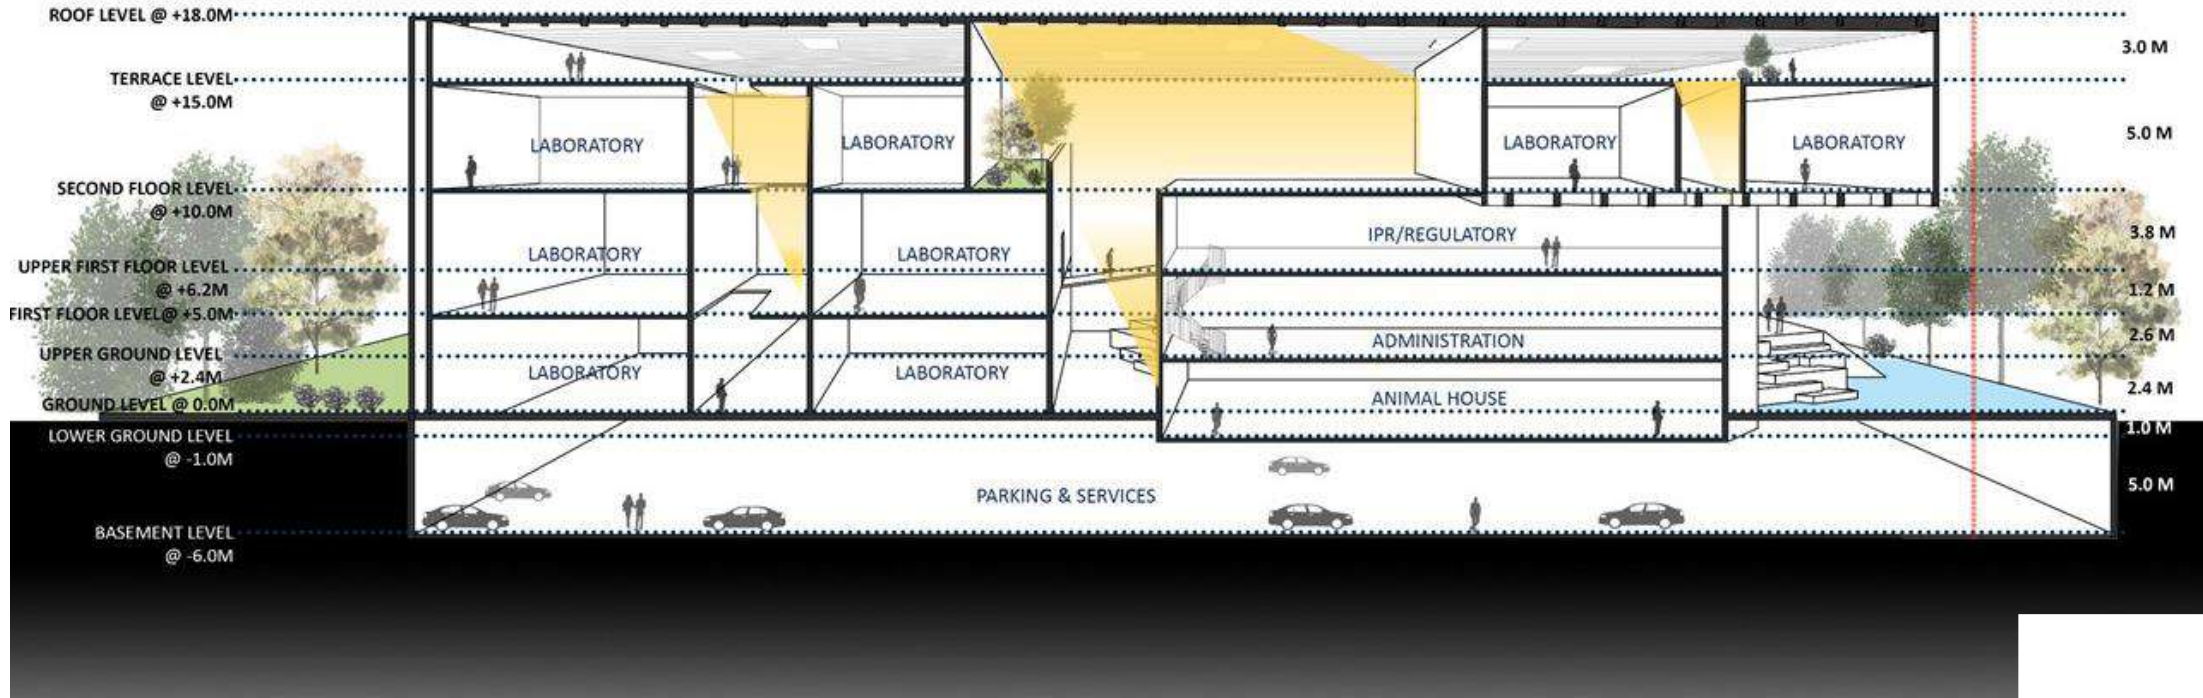 ROOF LEVEL @ +18.0M
3.0 M
TERRACE LEVEL
@ +15.0M
5.0 M
LABORATORY
LABORATORY
LABORATORY
LABORATORY
SECOND FLOOR LEVEL
@ +10.0M
3.8 M
IPR/REGULATORY
LABORATORY
LABORATORY
UPPER FIRST FLOOR LEVEL
@ +6.2M
1.2 M
FIRST FLOOR LEVEL@ +5.0M
2.6 M
ADMINISTRATION
UPPER GROUND LEVEL
@ +2.4M
LABORATORY
LABORATORY
2.4 M
ANIMAL HOUSE
GROUND LEVEL @ 0.0M
1.0 M
LOWER GROUND LEVEL
@ -1.0M
5.0 M
PARKING & SERVICES
BASEMENT LEVEL
@ -6.0M